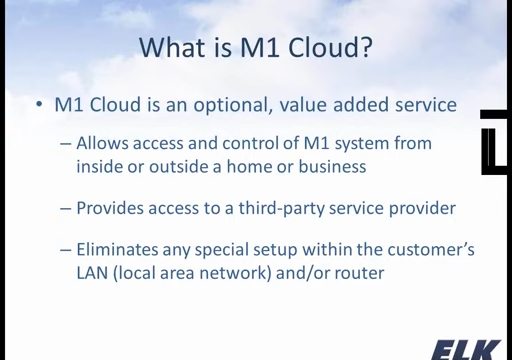 What is M1 Cloud?
• M1 Cloud is an optional, value added service
– Allows access and control of M1 system from
inside or outside a home or business
– Provides access to a third-party service provider
– Eliminates any special setup within the customer's
LAN (local area network) and/or router
ELK